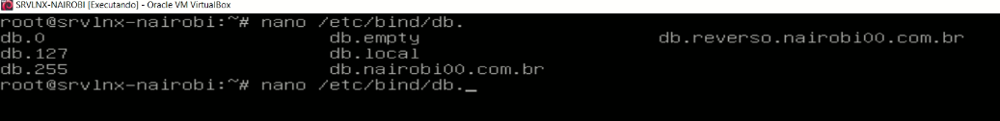 SRVLNX-NAIROBI [Executando] - Oracle VM VirtualBox
root@srvlnx-nairobi:~# nano /etc/bind/db.
db.0 db.empty db.reverso.nairobi00.com.br
db.127 db.local
db.255 db.nairobi00.com.br
root@srvlnx-nairobi:~# nano /etc/bind/db._